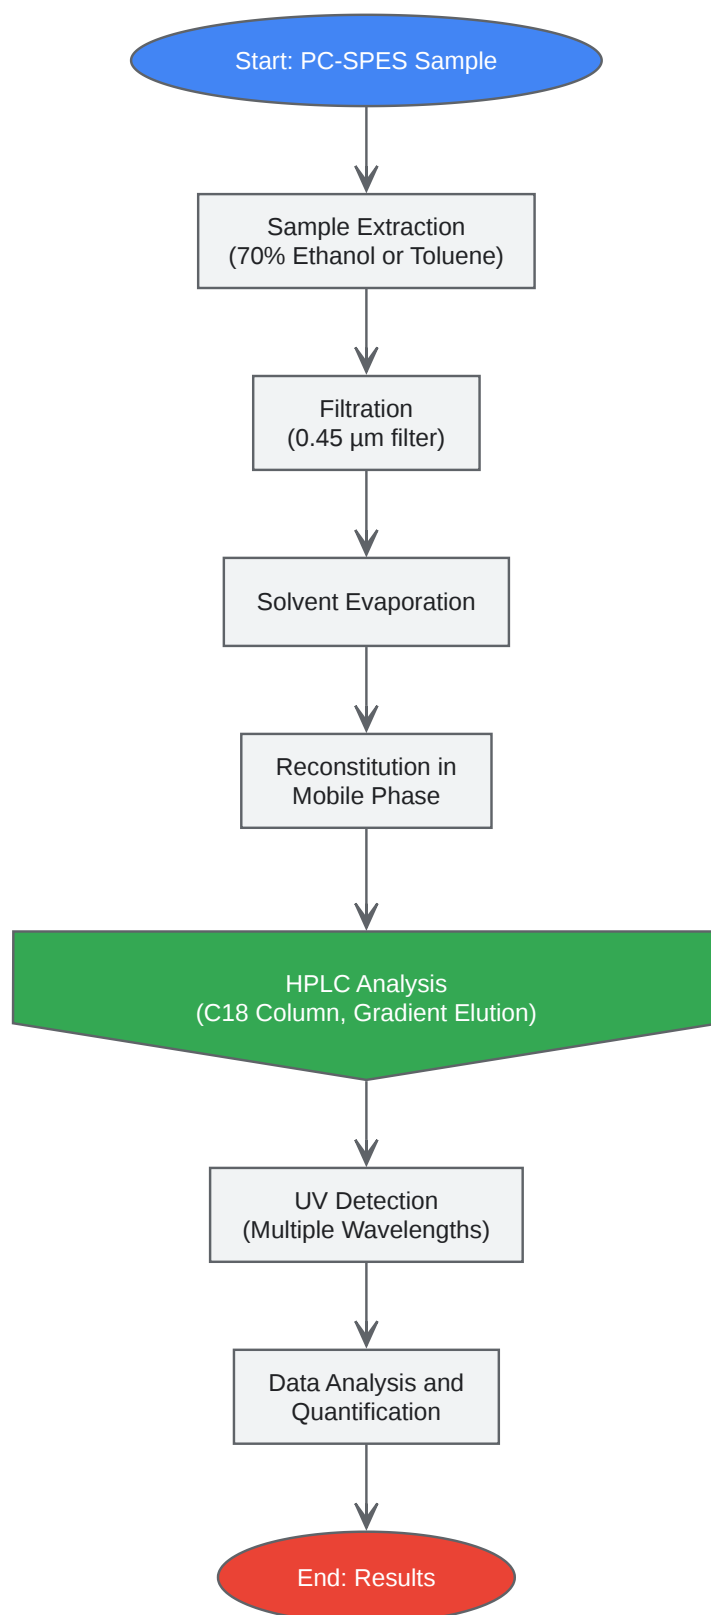 Start: PC-SPES Sample
Sample Extraction
(70% Ethanol or Toluene)
Filtration
(0.45 µm filter)
Solvent Evaporation
Reconstitution in
Mobile Phase
HPLC Analysis
(C18 Column, Gradient Elution)
UV Detection
(Multiple Wavelengths)
Data Analysis and
Quantification
End: Results